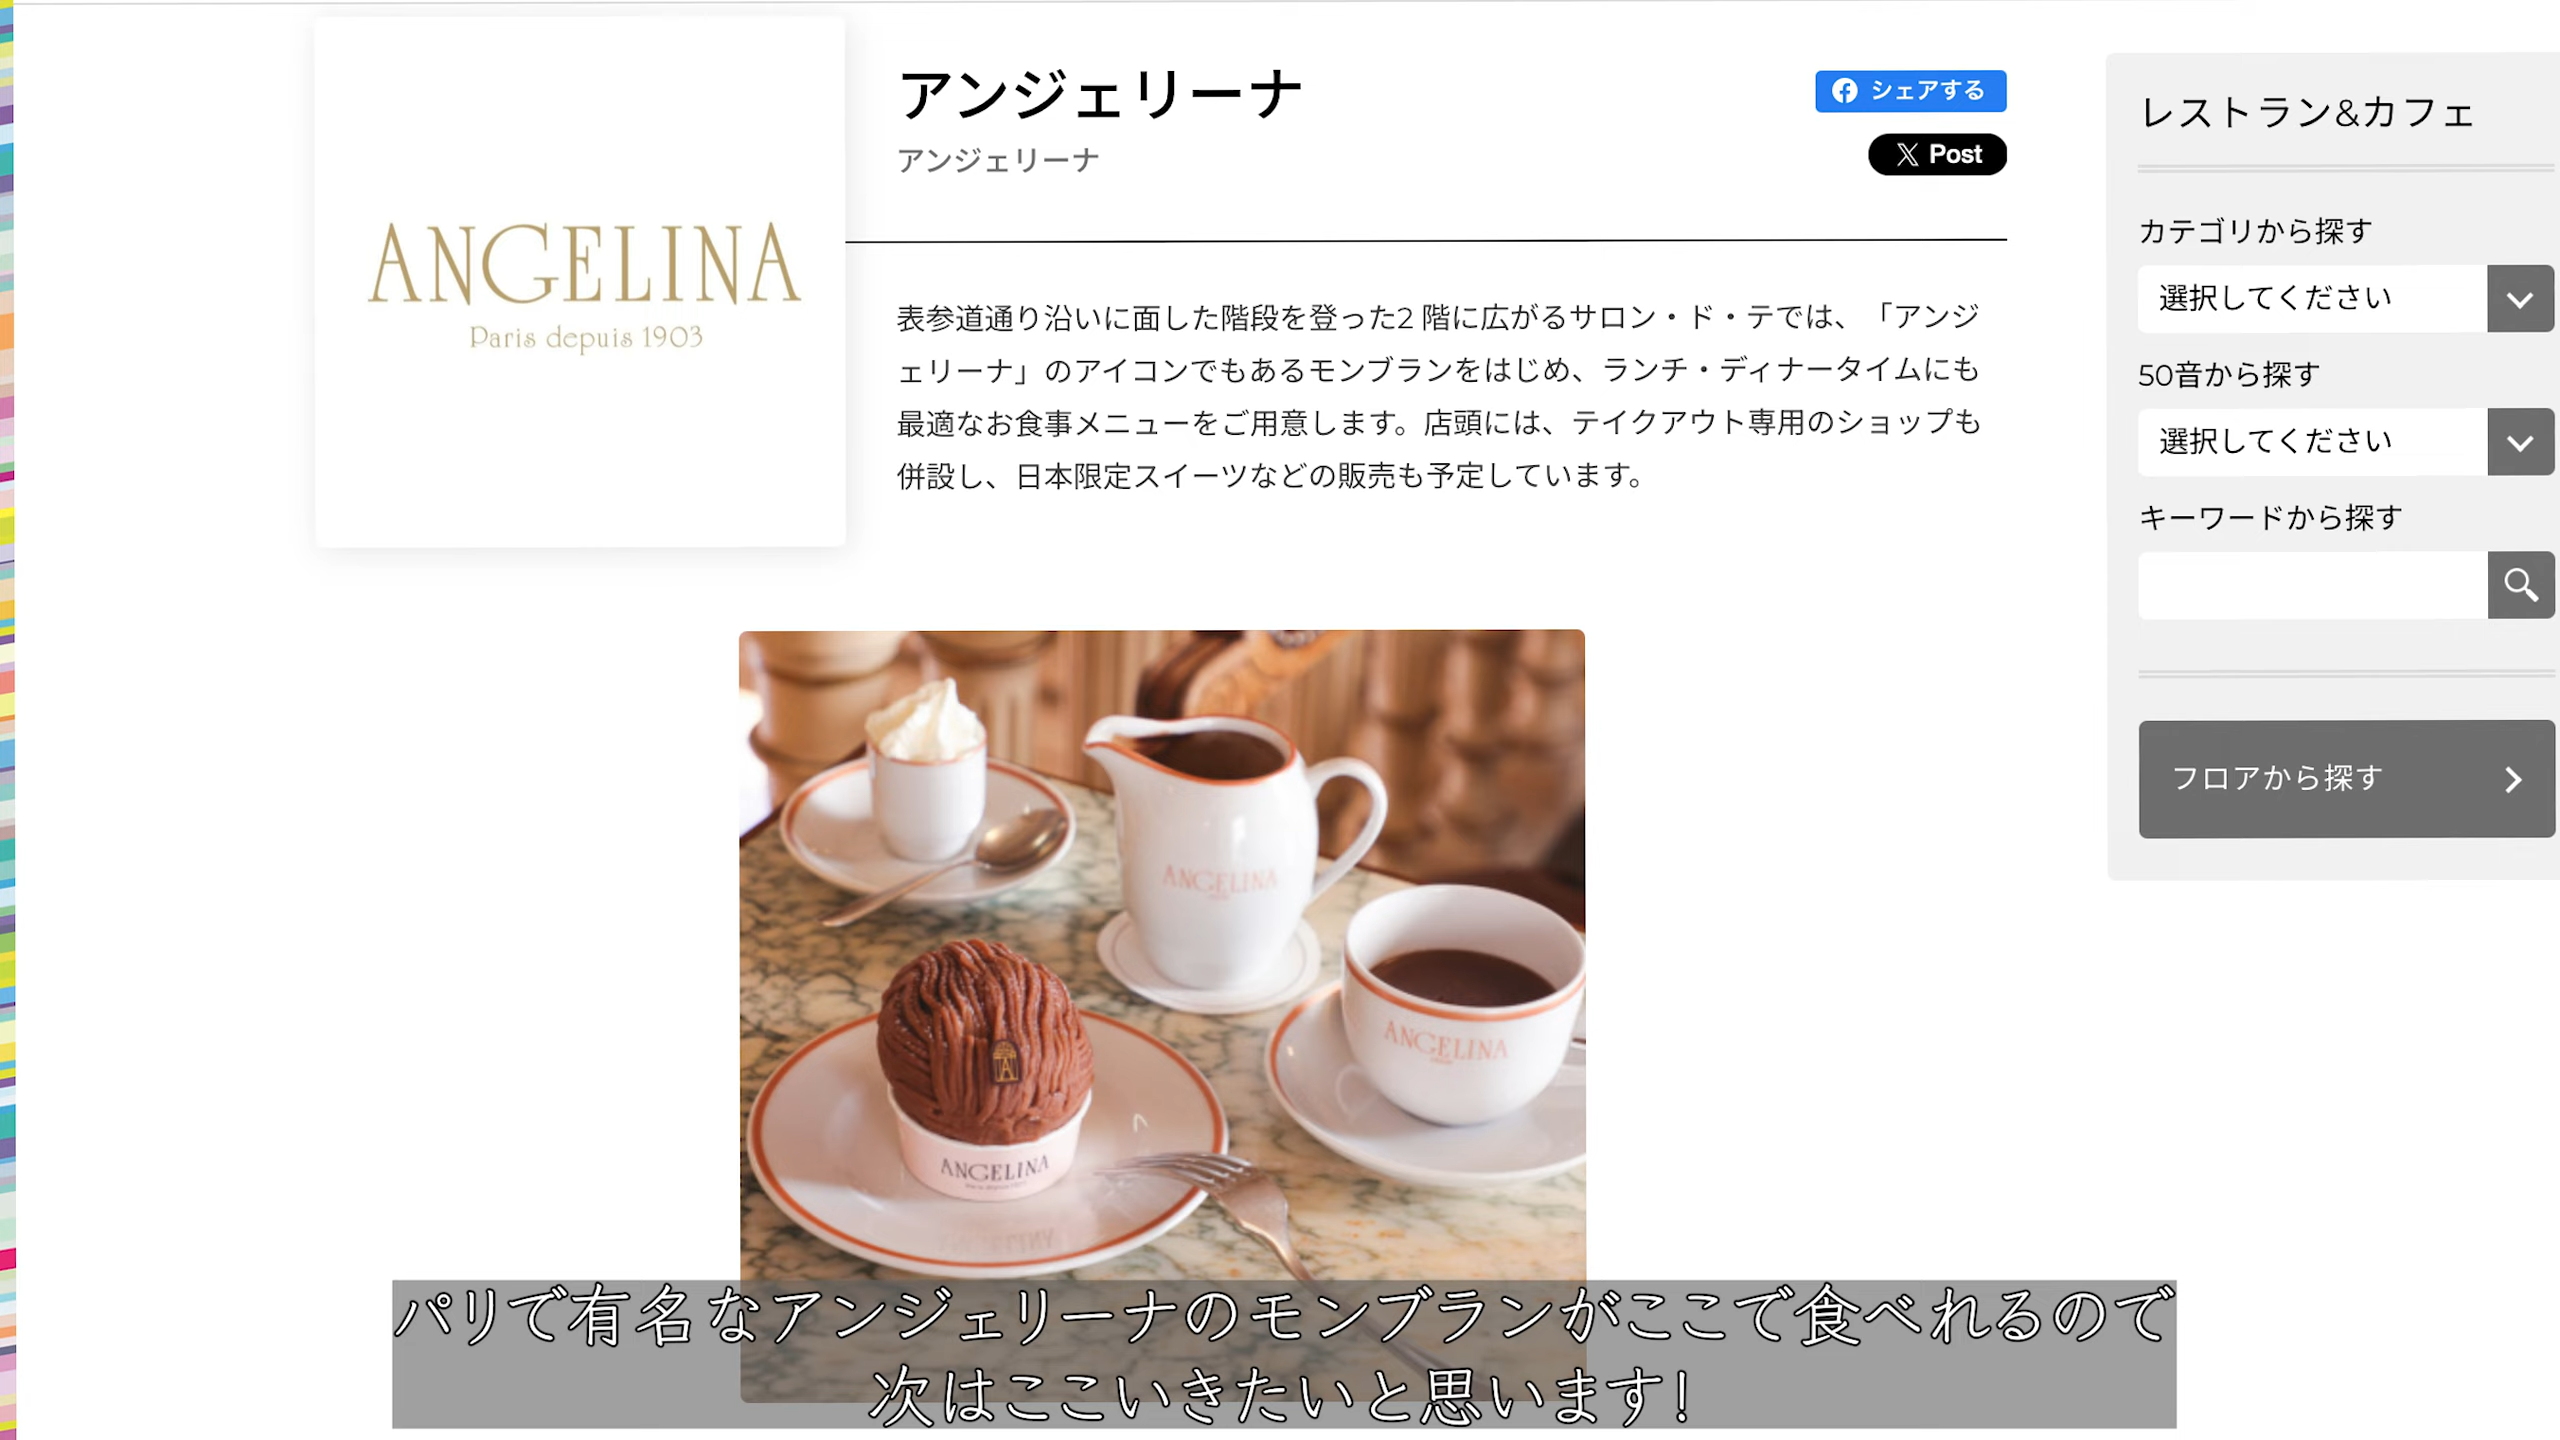 ANGELINA
Paris depuis 1903
アンジェリーナ
アンジェリーナ
シェアする
Post
表参道通り沿いに面した階段を登った2 階に広がるサロン・ド・テでは、「アンジ
ェリーナ」のアイコンでもあるモンブランをはじめ、ランチ・ディナータイムにも
最適なお食事メニューをご用意します。店頭には、テイクアウト専用のショップも
併設し、日本限定スイーツなどの販売も予定しています。
レストラン&カフェ
カテゴリから探す
選択してください
50音から探す
選択してください
キーワードから探す
フロアから探す
ANGELINA
ANGELINA
A
ANGELINA
パリで有名なアンジェリーナのモンブランがここで食べれるので
次はここいきたいと思います!